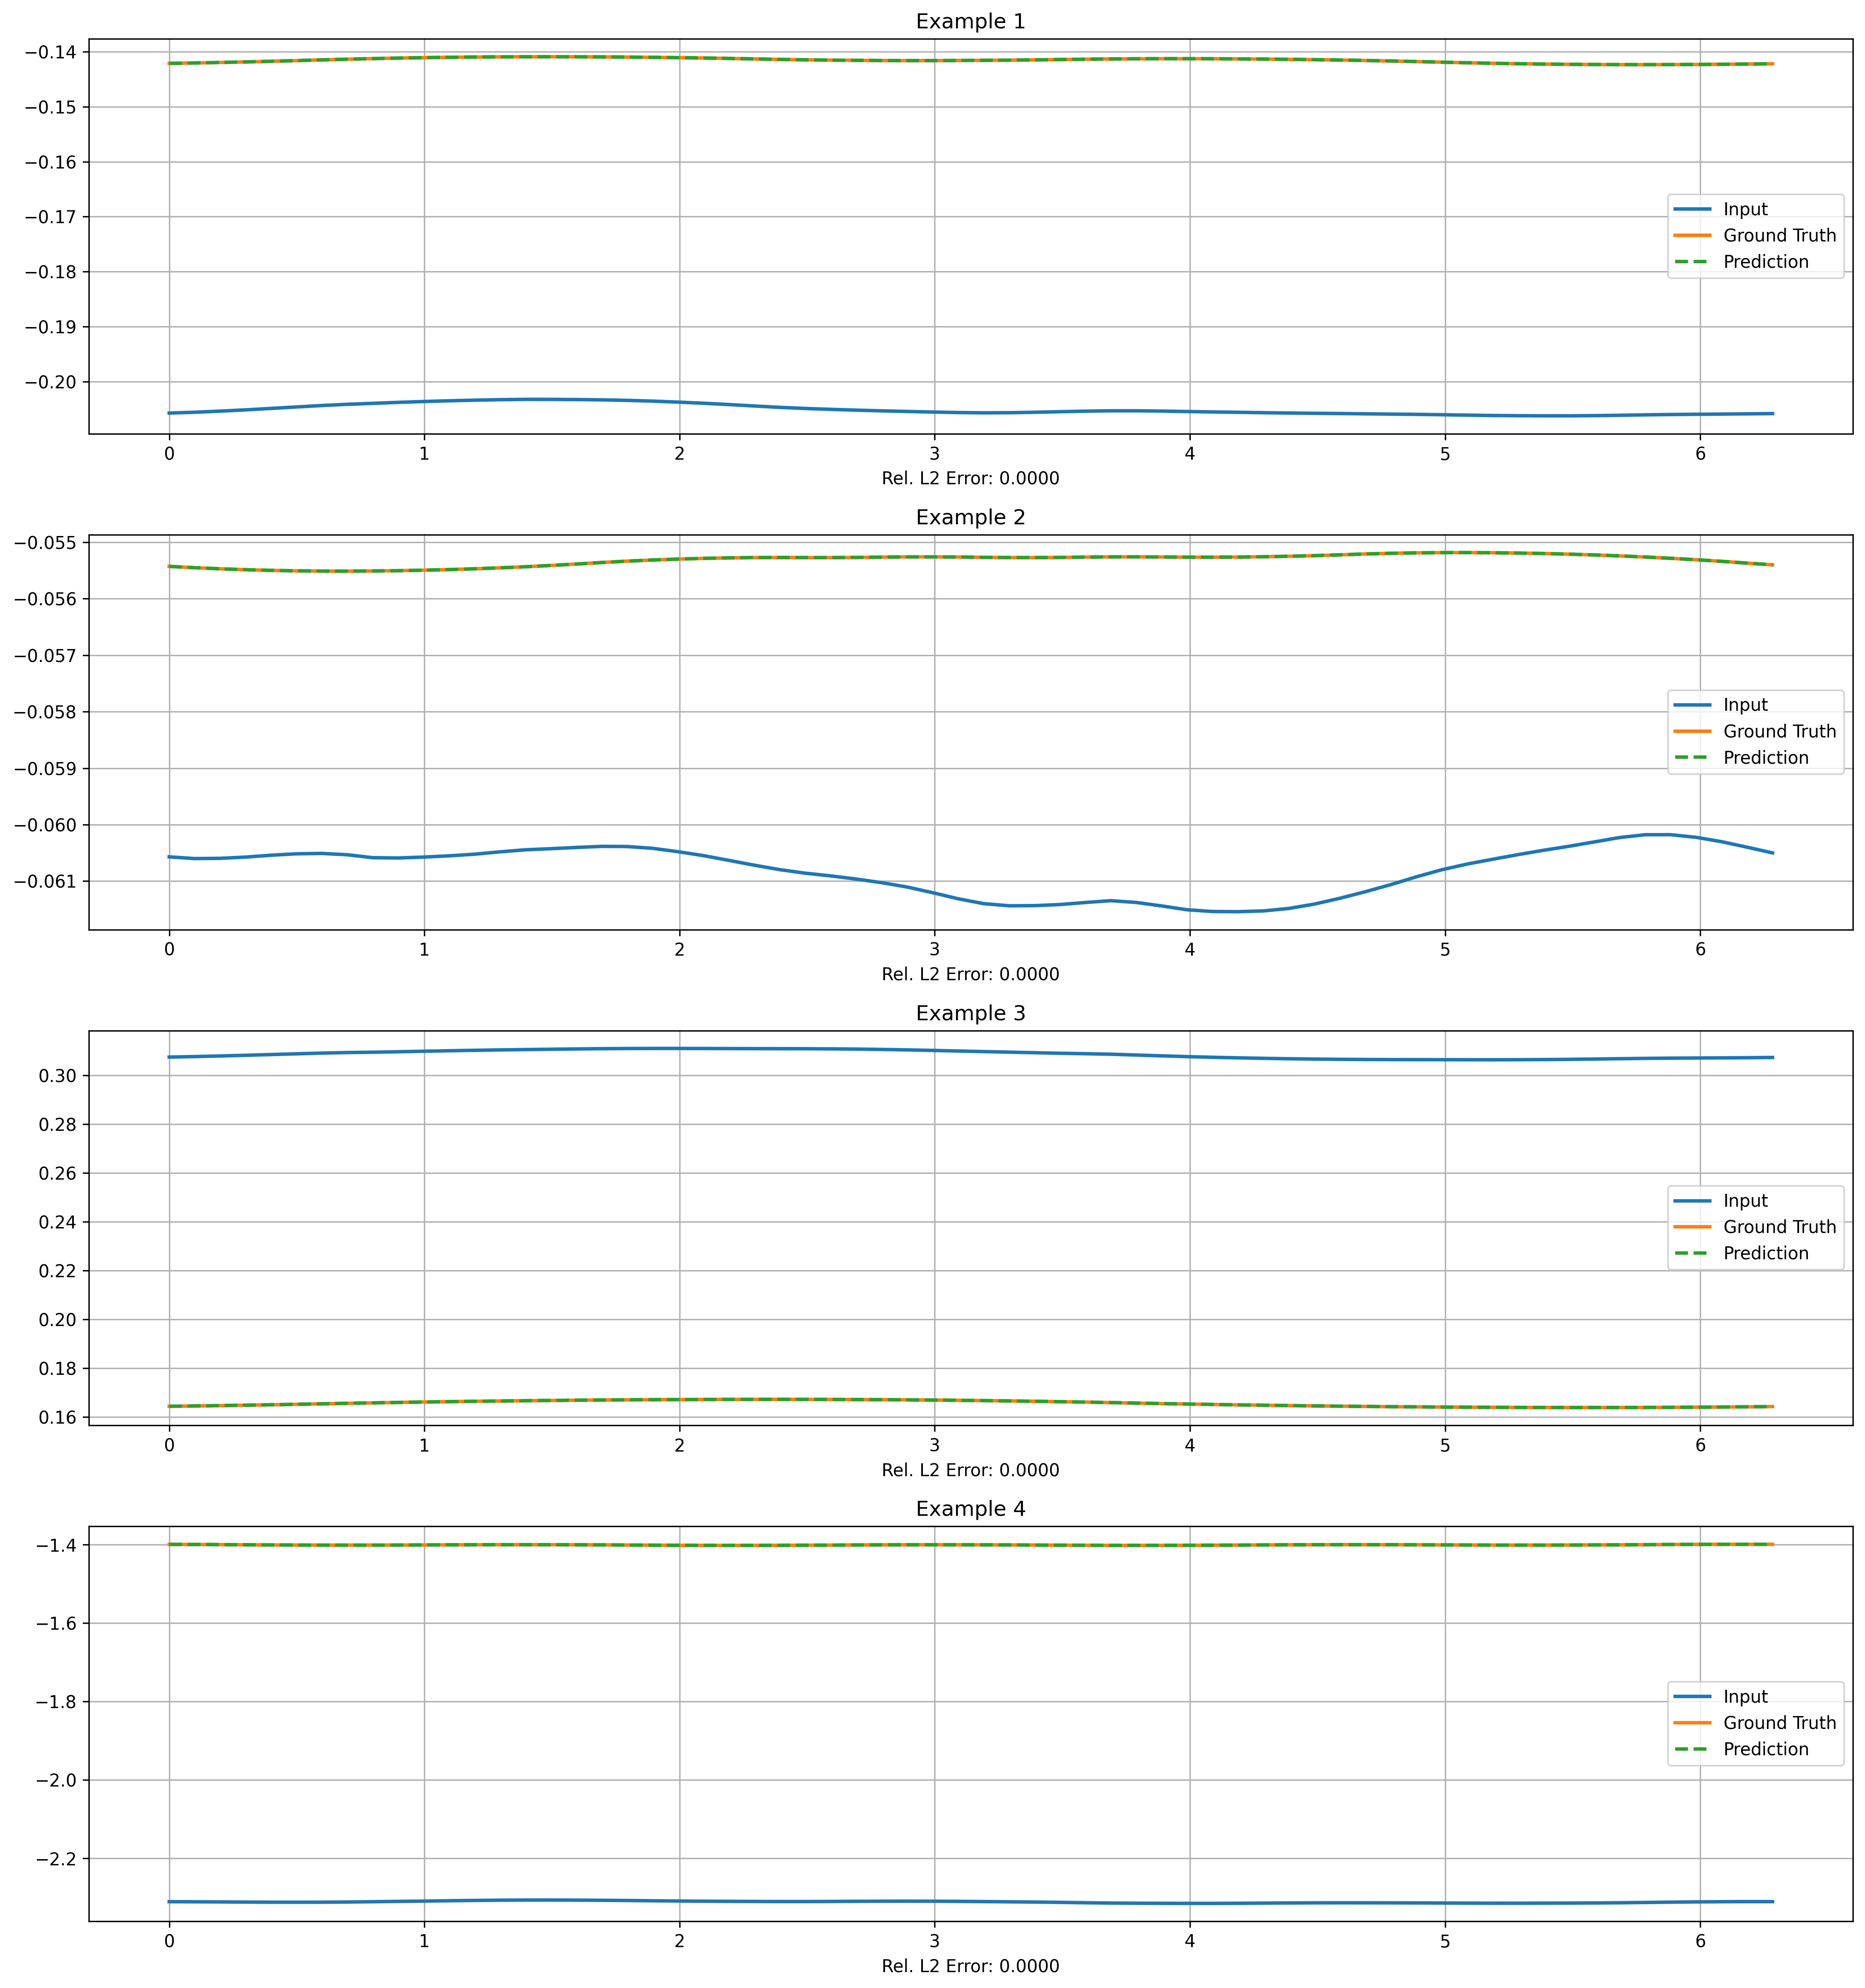 Example 1
−0.14
−0.15
−0.16
−0.17
−0.18
−0.19
−0.20
Input
Ground Truth
Prediction
0 1 2 3 4 5 6
Rel. L2 Error: 0.0000
Example 2
−0.055
−0.056
−0.057
−0.058
−0.059
−0.060
−0.061
Input
Ground Truth
Prediction
0 1 2 3 4 5 6
Rel. L2 Error: 0.0000
Example 3
0.30
0.28
0.26
0.24
0.22
0.20
0.18
0.16
Input
Ground Truth
Prediction
0 1 2 3 4 5 6
Rel. L2 Error: 0.0000
Example 4
−1.4
−1.6
−1.8
−2.0
−2.2
Input
Ground Truth
Prediction
0 1 2 3 4 5 6
Rel. L2 Error: 0.0000